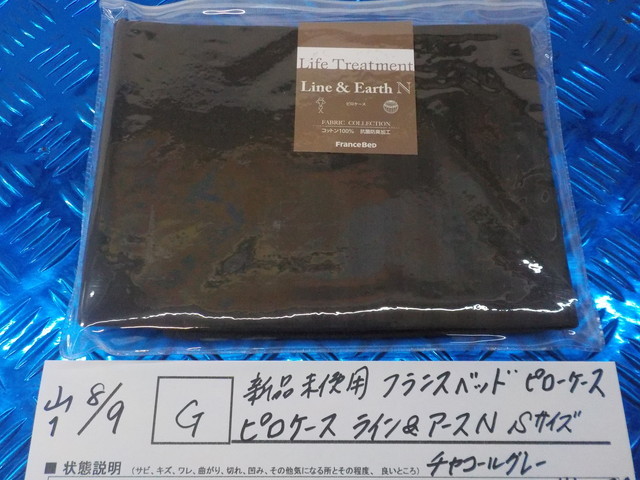 Life Treatment
Line & Earth N
ピロケース
FABRIC COLLECTION
コットン100% 抗菌防臭加工
FRANCEBED
山1 8/9 G 新品未使用 フランスベッド ピローケース
ピロケース ライン&アースN Sサイズ
チャコールグレー
■ 状態説明 (サビ、キズ、ワレ、曲がり、切れ、凹み、その他気になる所とその程度、良いところ)